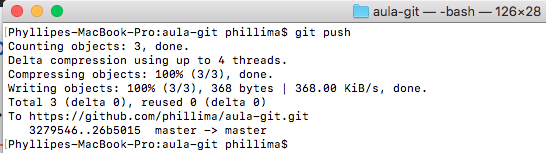 aula-git — -bash — 126×28
[Phyllipes-MacBook-Pro:aula-git phillima$ git push
Counting objects: 3, done.
Delta compression using up to 4 threads.
Compressing objects: 100% (3/3), done.
Writing objects: 100% (3/3), 368 bytes | 368.00 KiB/s, done.
Total 3 (delta 0), reused 0 (delta 0)
To https://github.com/phillima/aula-git.git
   3279546..26b5015  master -> master
[Phyllipes-MacBook-Pro:aula-git phillima$